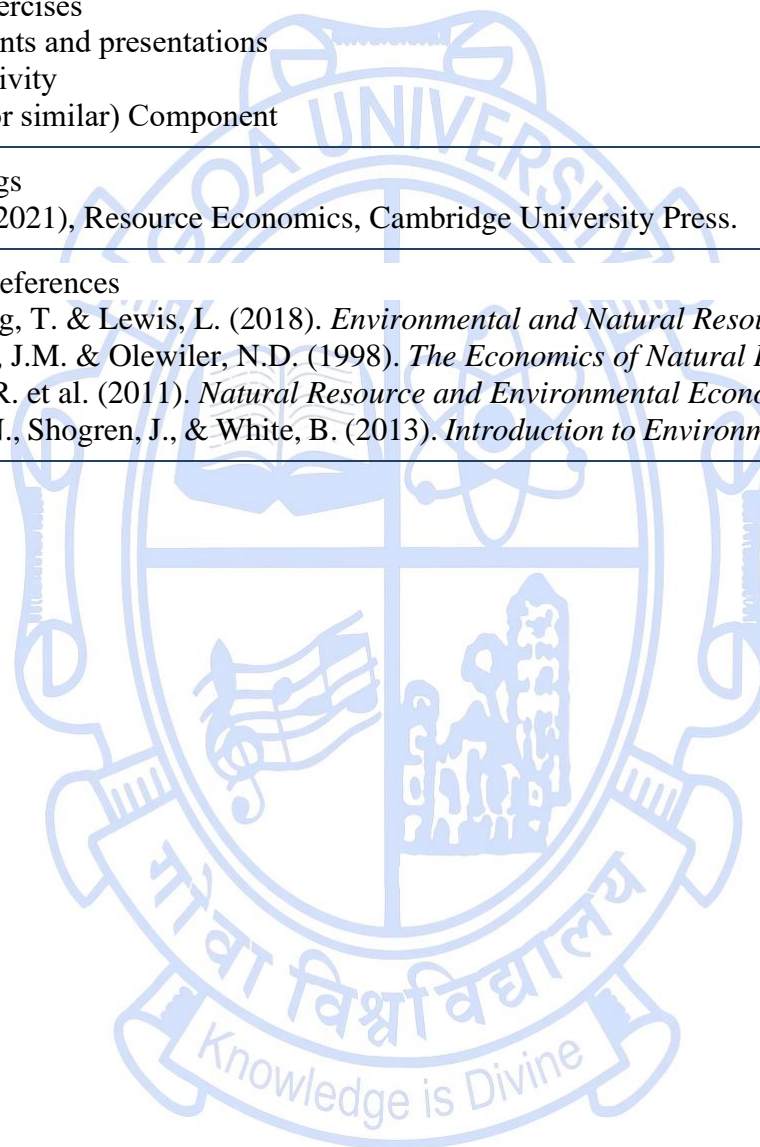 ercises
nts and presentations
ivity
or similar) Component
gs
2021), Resource Economics, Cambridge University Press.
eferences
g, T. & Lewis, L. (2018). Environmental and Natural Resou
, J.M. & Olewiler, N.D. (1998). The Economics of Natural
R. et al. (2011). Natural Resource and Environmental Econo
N., Shogren, J., & White, B. (2013). Introduction to Environm
GOA UNIVERSITY
गोंवा विश्वविद्यालय
Knowledge is Divine